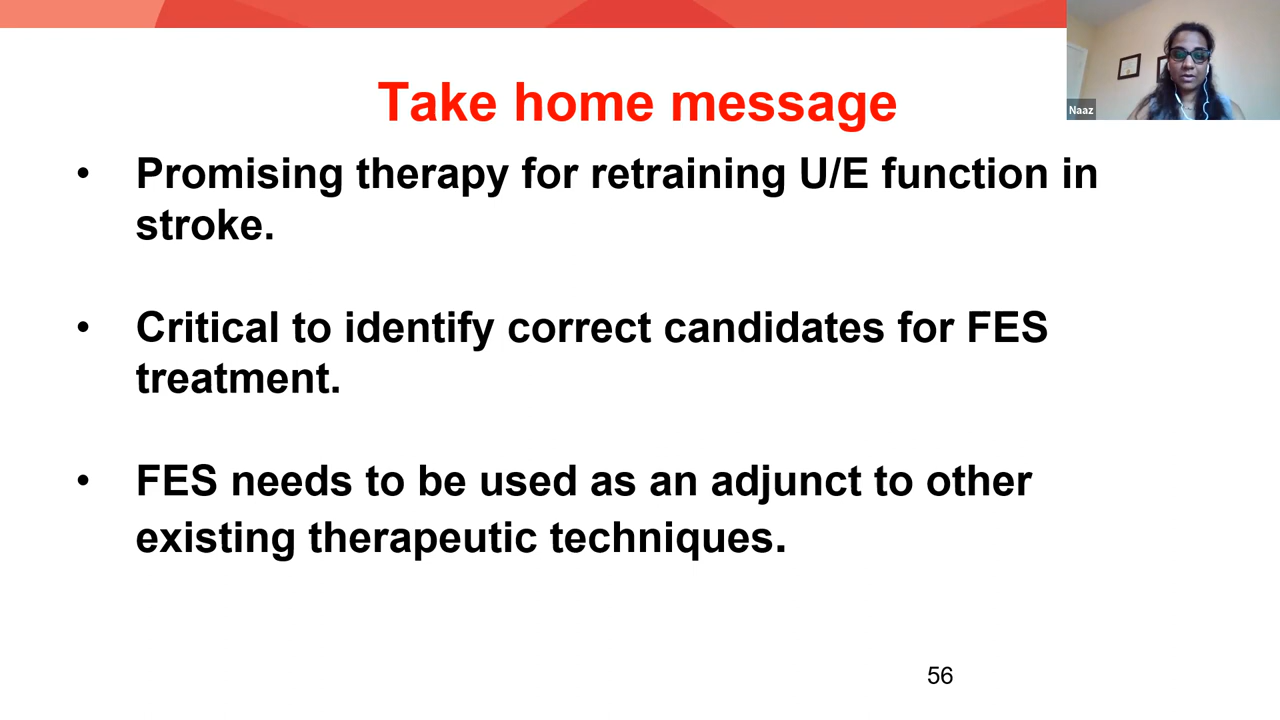 Take home message
Naaz
• Promising therapy for retraining U/E function in
stroke.
• Critical to identify correct candidates for FES
treatment.
• FES needs to be used as an adjunct to other
existing therapeutic techniques.
56